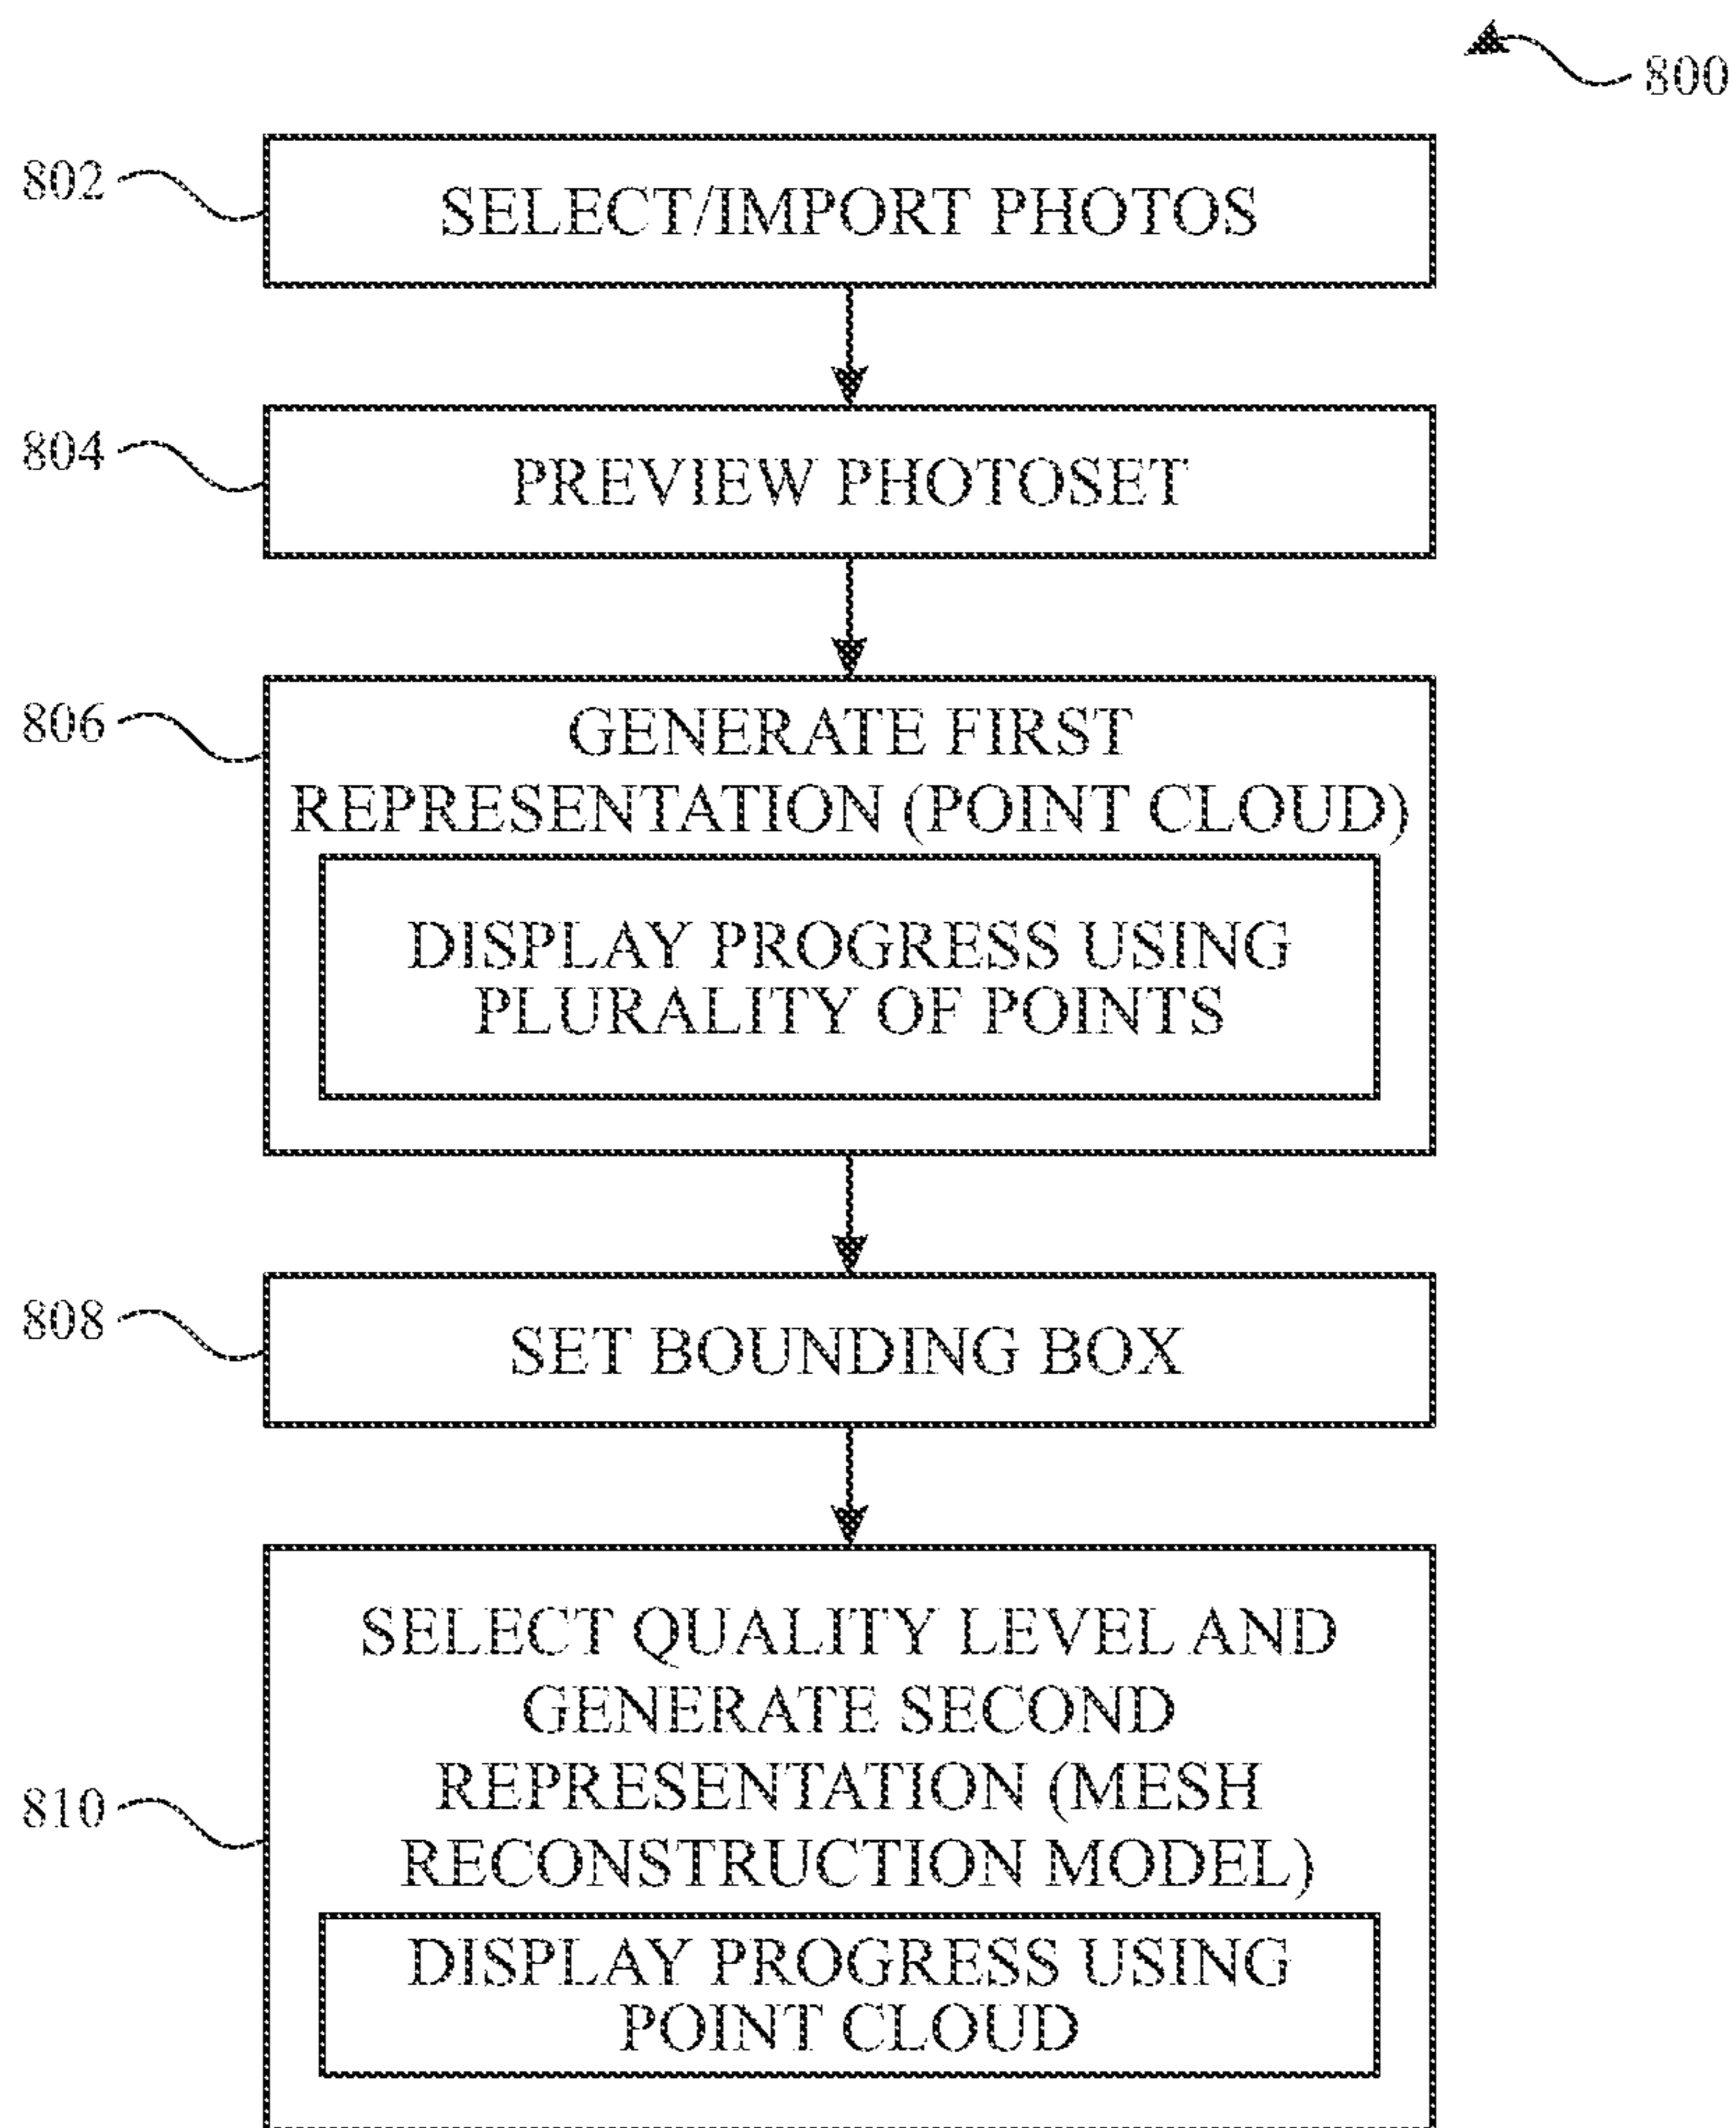 800
802
SELECT/IMPORT PHOTOS
804
PREVIEW PHOTOSET
806
GENERATE FIRST
REPRESENTATION (POINT CLOUD)
DISPLAY PROGRESS USING
PLURALITY OF POINTS
808
SET BOUNDING BOX
810
SELECT QUALITY LEVEL AND
GENERATE SECOND
REPRESENTATION (MESH
RECONSTRUCTION MODEL)
DISPLAY PROGRESS USING
POINT CLOUD